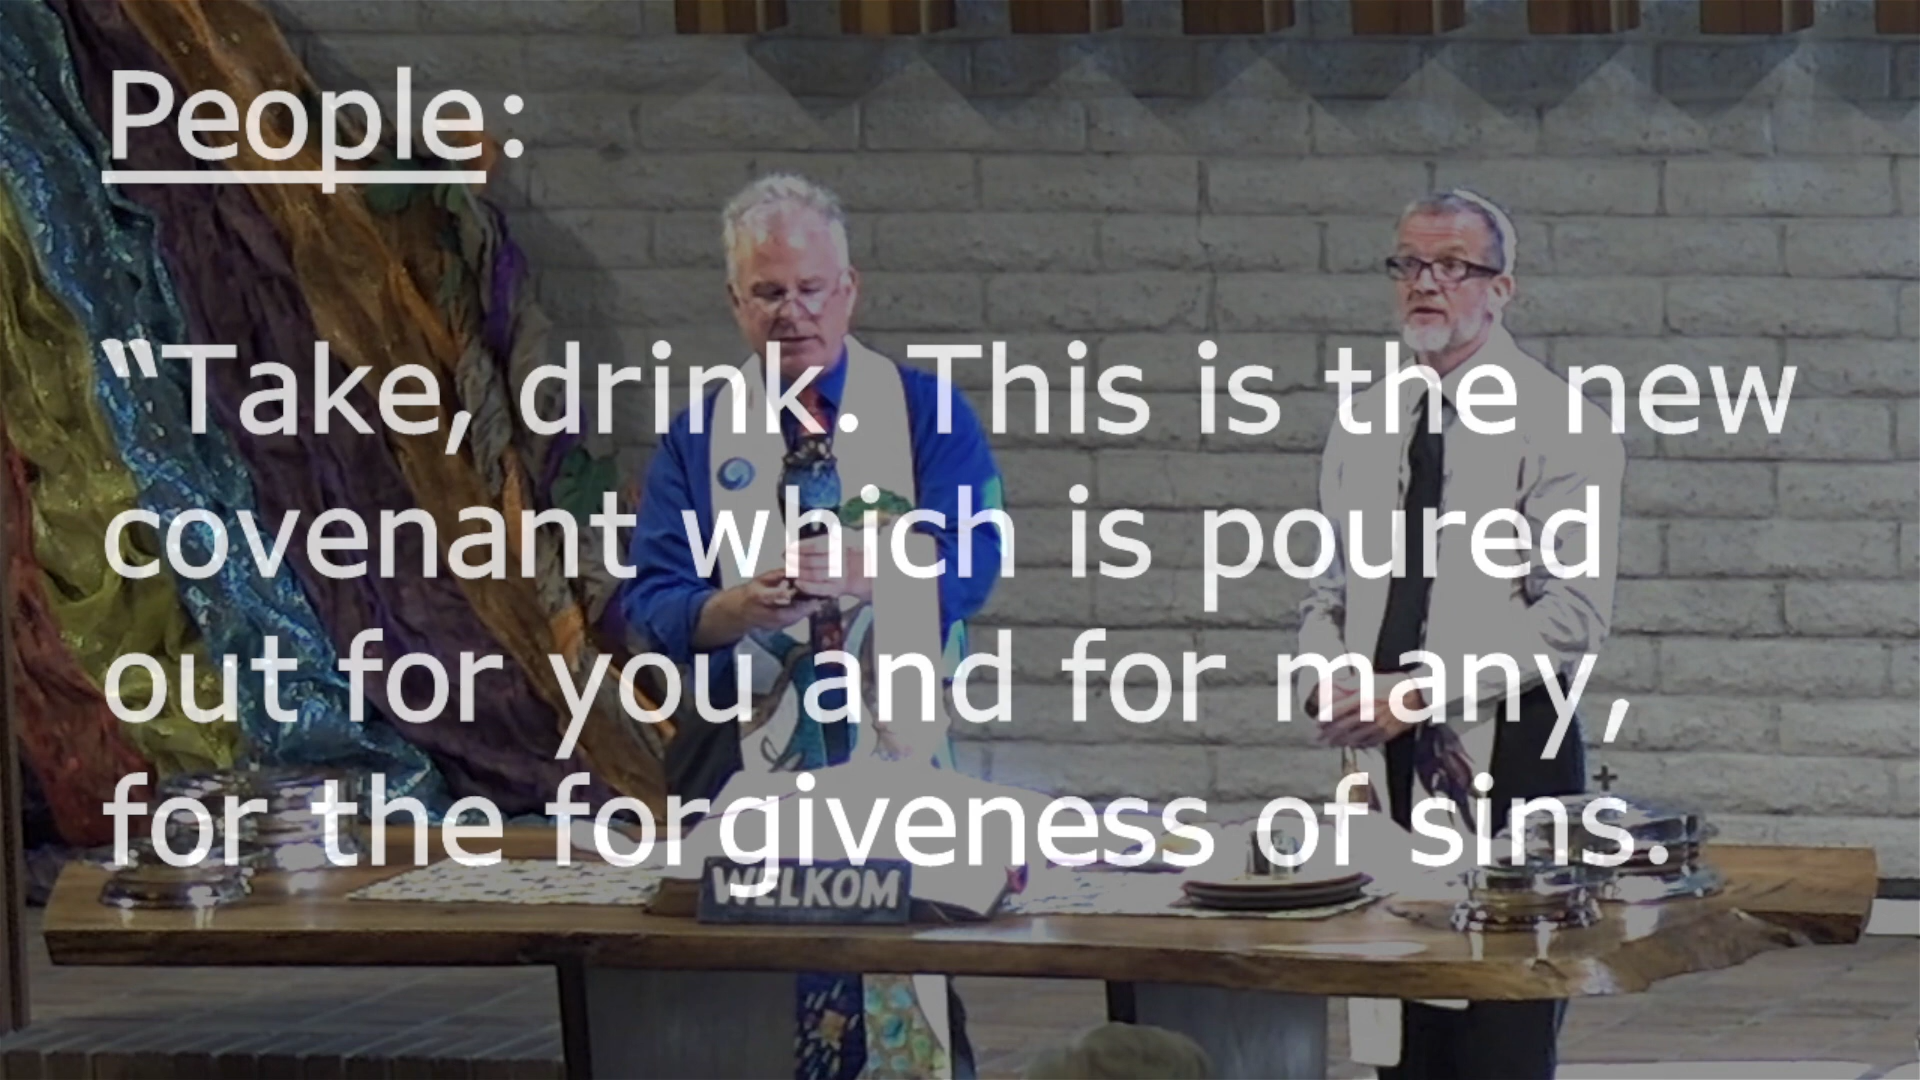 People:
“Take, drink. This is the new
covenant which is poured
out for you and for many,
for the forgiveness of sins.
WELKOM